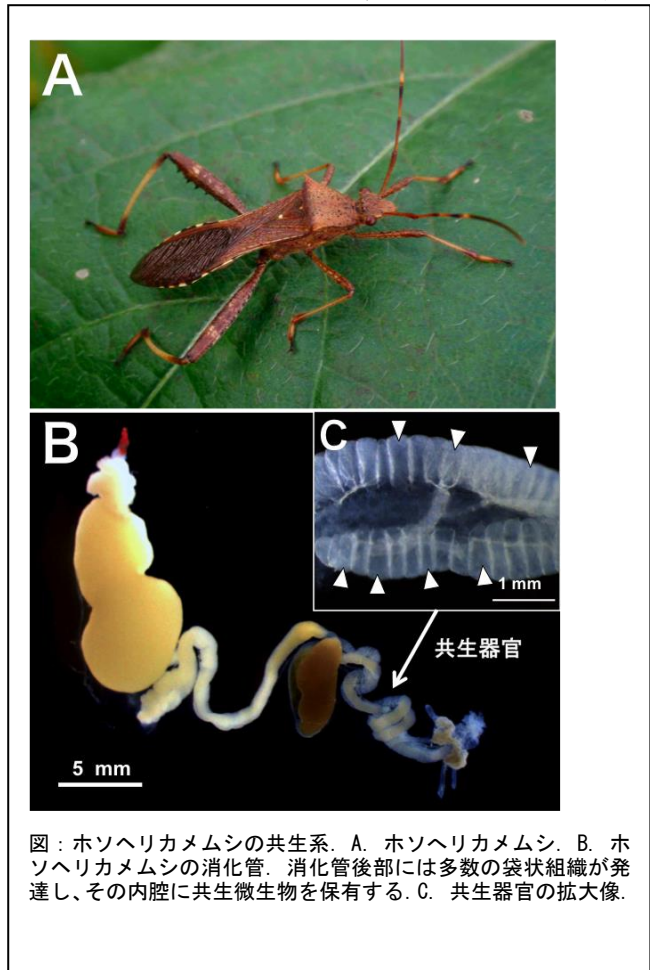 A
B
C
1 mm
共生器官
5 mm
図：ホソヘリカメムシの共生系. A. ホソヘリカメムシ. B. ホ
ソヘリカメムシの消化管. 消化管後部には多数の袋状組織が発
達し、その内腔に共生微生物を保有する. C. 共生器官の拡大像.